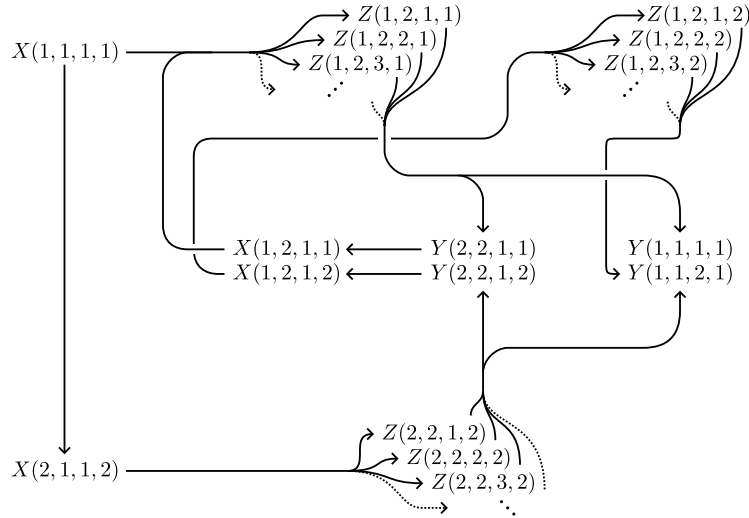 Z(1,2,1,1)
Z(1,2,1,2)
Z(1,2,2,1)
Z(1,2,2,2)
X(1,1,1,1)
Z(1,2,3,1)
Z(1,2,3,2)
X(1,2,1,1)
Y(2,2,1,1)
Y(1,1,1,1)
X(1,2,1,2)
Y(2,2,1,2)
Y(1,1,2,1)
Z(2,2,1,2)
Z(2,2,2,2)
X(2,1,1,2)
Z(2,2,3,2)